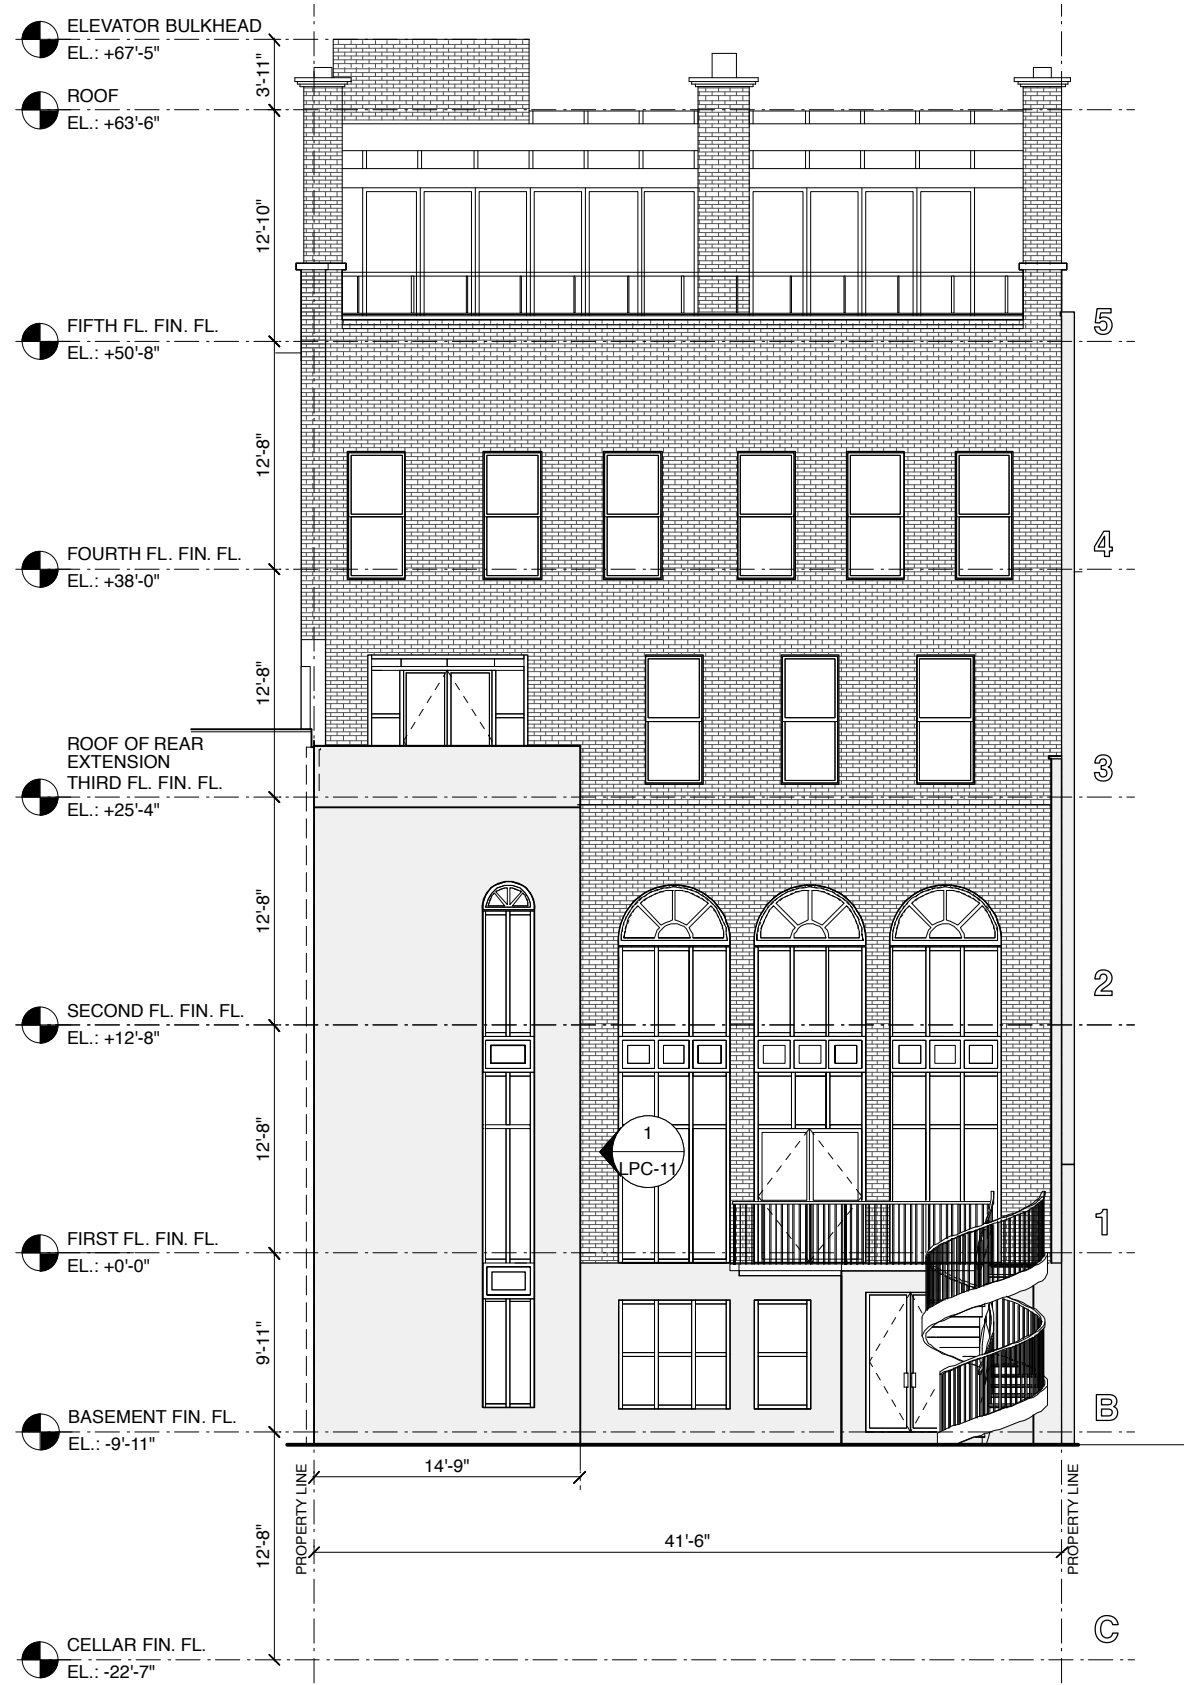 ELEVATOR BULKHEAD
EL.: +67'-5"
3'-11"
ROOF
EL.: +63'-6"
12'-10"
FIFTH FL. FIN. FL.
EL.: +50'-8"
5
12'-8"
4
FOURTH FL. FIN. FL.
EL.: +38'-0"
12'-8"
ROOF OF REAR
EXTENSION
THIRD FL. FIN. FL.
EL.: +25'-4"
3
12'-8"
2
SECOND FL. FIN. FL.
EL.: +12'-8"
12'-8"
1
LPC-11
1
FIRST FL. FIN. FL.
EL.: +0'-0"
9'-11"
B
BASEMENT FIN. FL.
EL.: -9'-11"
14'-9"
PROPERTY LINE
PROPERTY LINE
41'-6"
12'-8"
C
CELLAR FIN. FL.
EL.: -22'-7"